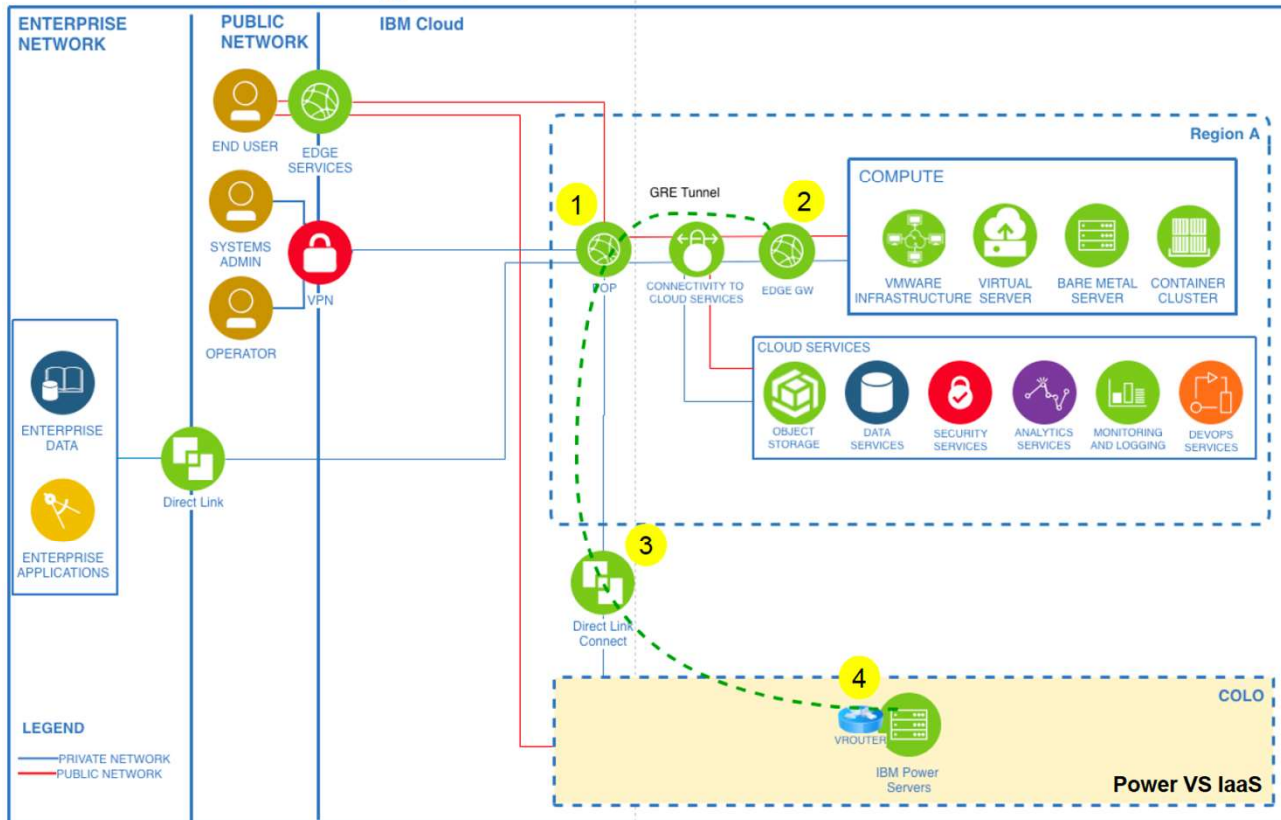 ENTERPRISE
NETWORK
PUBLIC
NETWORK
IBM Cloud
END USER
EDGE
SERVICES
SYSTEMS
ADMIN
VPN
OPERATOR
ENTERPRISE
DATA
ENTERPRISE
APPLICATIONS
Direct Link
Region A
GRE Tunnel
1
2
OP
CONNECTIVITY TO
CLOUD SERVICES
EDGE GW
COMPUTE
VMWARE
INFRASTRUCTURE
VIRTUAL
SERVER
BARE METAL
SERVER
CONTAINER
CLUSTER
CLOUD SERVICES
OBJECT
STORAGE
DATA
SERVICES
SECURITY
SERVICES
ANALYTICS
SERVICES
MONITORING
AND LOGGING
DEVOPS
SERVICES
3
Direct Link
Connect
4
COLO
VROUTER
IBM Power
Servers
Power VS IaaS
LEGEND
PRIVATE NETWORK
PUBLIC NETWORK